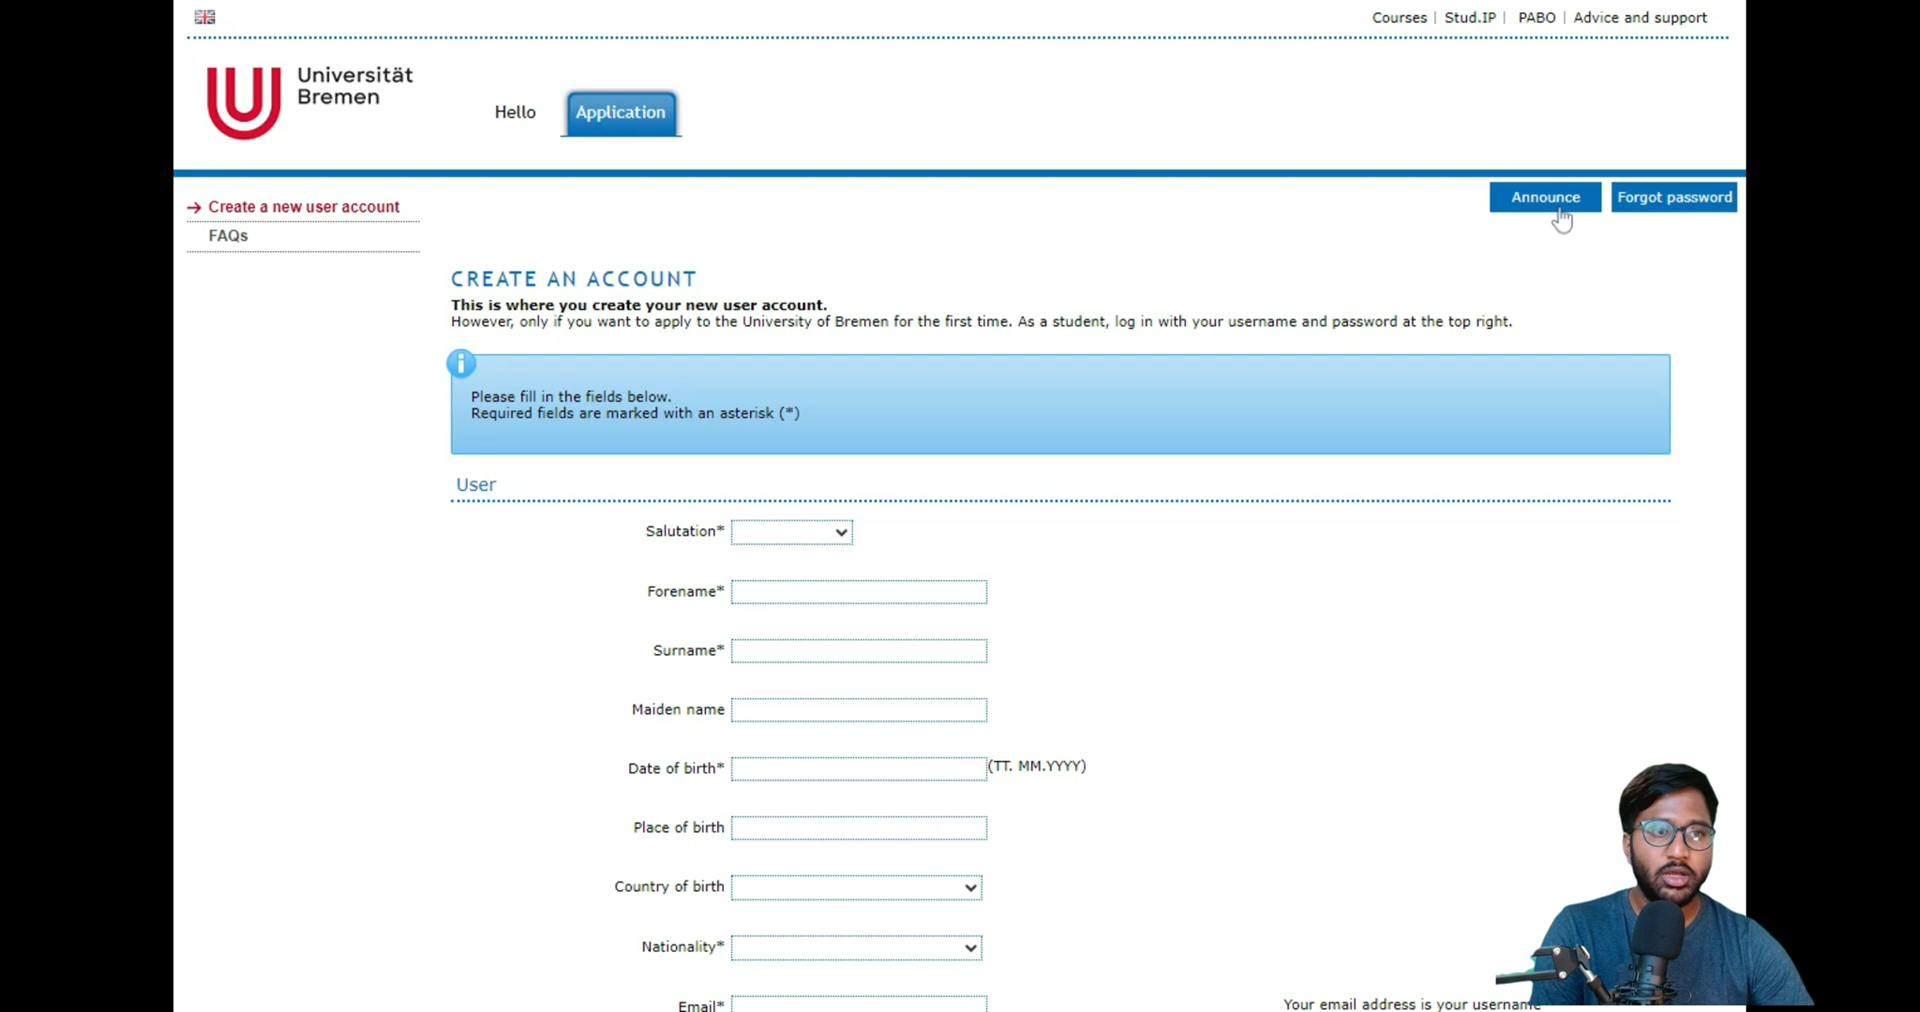 Courses | Stud.IP | PABO | Advice and support
Universität
Bremen
Hello
Application
Announce
Forgot password
Create a new user account
FAQs
CREATE AN ACCOUNT
This is where you create your new user account.
However, only if you want to apply to the University of Bremen for the first time. As a student, log in with your username and password at the top right.
i
Please fill in the fields below.
Required fields are marked with an asterisk (*)
User
Salutation*
Forename*
Surname*
Maiden name
Date of birth*
(TT. MM.YYYY)
Place of birth
Country of birth
Nationality*
Email*
Your email address is your username